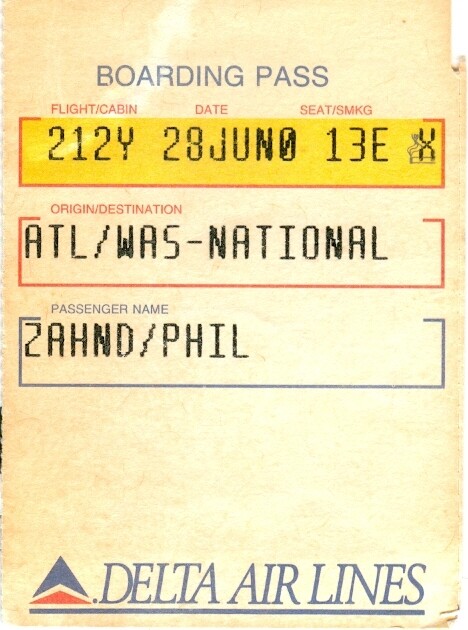 BOARDING PASS
FLIGHT/CABIN DATE SEAT/SMKG
212Y 28JUN0 13E X
ORIGIN/DESTINATION
ATL/WAS-NATIONAL
PASSENGER NAME
ZAHND/PHIL
DELTA AIR LINES